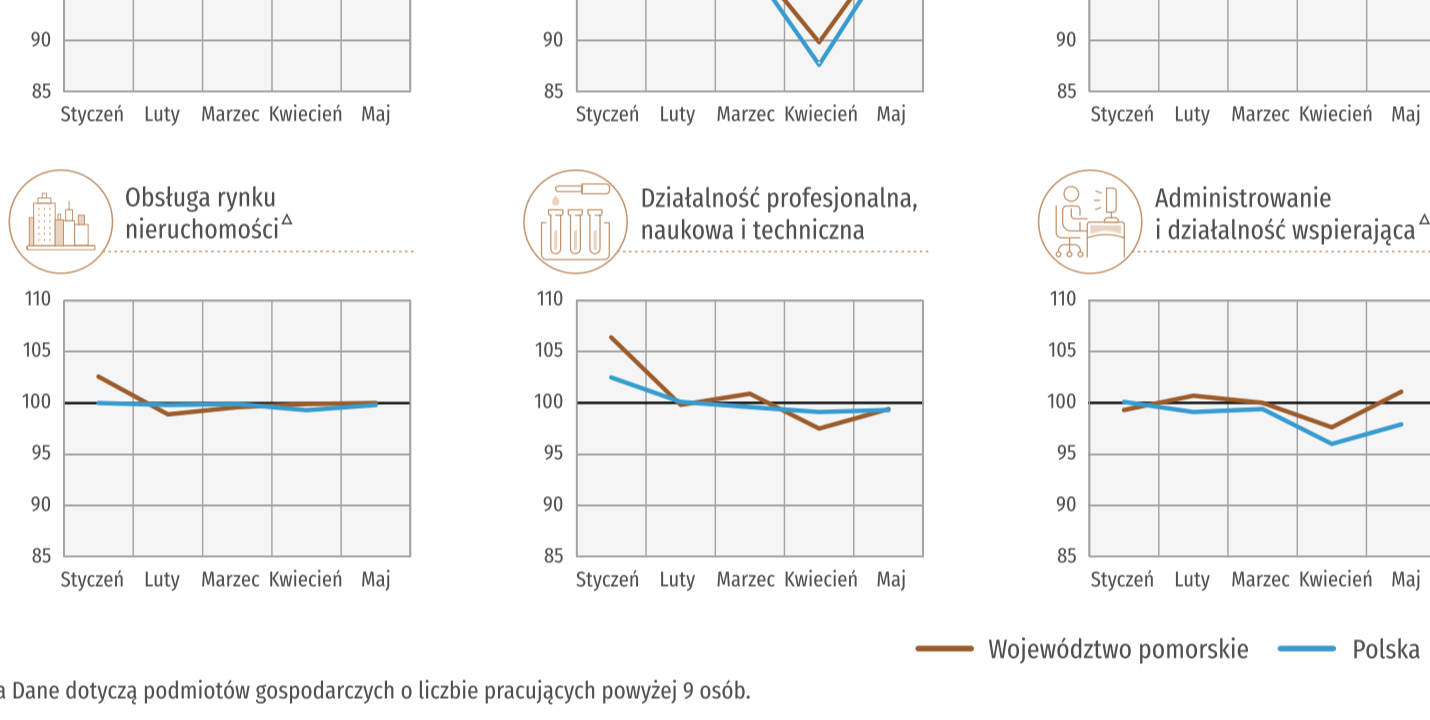 90
85
Styczeń Luty Marzec Kwiecień Maj
90
85
Styczeń Luty Marzec Kwiecień Maj
90
85
Styczeń Luty Marzec Kwiecień Maj
Obsługa rynku
nieruchomości Δ
110
105
100
95
90
85
Styczeń Luty Marzec Kwiecień Maj
Działalność profesjonalna,
naukowa i techniczna
110
105
100
95
90
85
Styczeń Luty Marzec Kwiecień Maj
Administrowanie
i działalność wspierająca Δ
110
105
100
95
90
85
Styczeń Luty Marzec Kwiecień Maj
Województwo pomorskie Polska
a Dane dotyczą podmiotów gospodarczych o liczbie pracujących powyżej 9 osób.